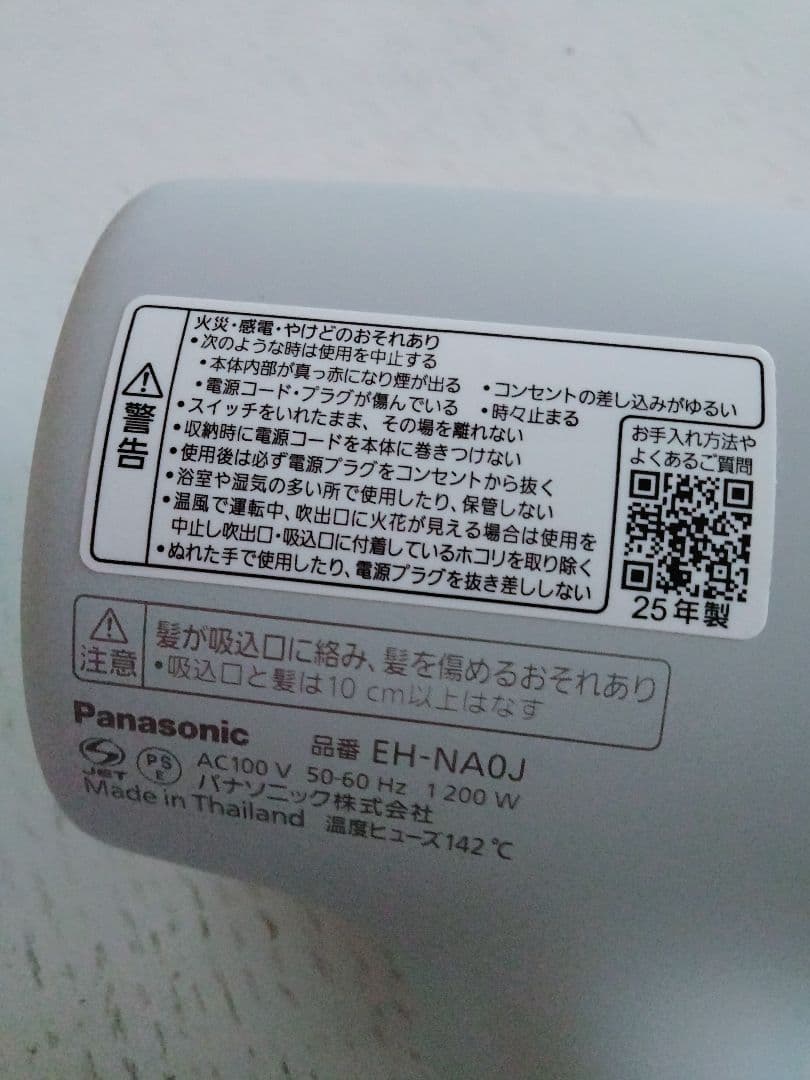 警告
火災・感電・やけどのおそれあり
•次のような時は使用を中止する
•本体内部が真っ赤になり煙が出る •コンセントの差し込みがゆるい
•電源コード・プラグが傷んでいる •時々止まる
•スイッチをいれたまま、その場を離れない
•収納時に電源コードを本体に巻きつけない
•使用後は必ず電源プラグをコンセントから抜く
•浴室や湿気の多い所で使用したり、保管しない
•温風で運転中、吹出口に火花が見える場合は使用を
中止し吹出口・吸込口に付着しているホコリを取り除く
•ぬれた手で使用したり、電源プラグを抜き差ししない
お手入れ方法や
よくあるご質問
25年製
注意
髪が吸込口に絡み、髪を傷めるおそれあり
•吸込口と髪は10 cm以上はなす
Panasonic 品番 EH-NA0J
JET PSE AC100 V 50-60 Hz 1 200 W
パナソニック株式会社
Made in Thailand 温度ヒューズ142 ℃